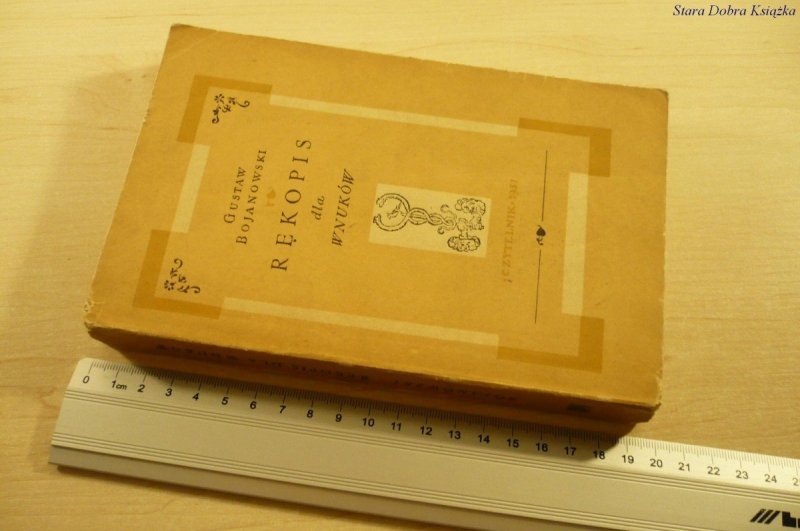 Stara Dobra Książka
GUSTAW
BOJANOWSKI
RĘKOPIS
dla
WNUKÓW
CZYTELNIK · 1957
0 1cm 2 3 4 5 6 7 8 9 10 11 12 13 14 15 16 17 18 19 20 21 22 23 24